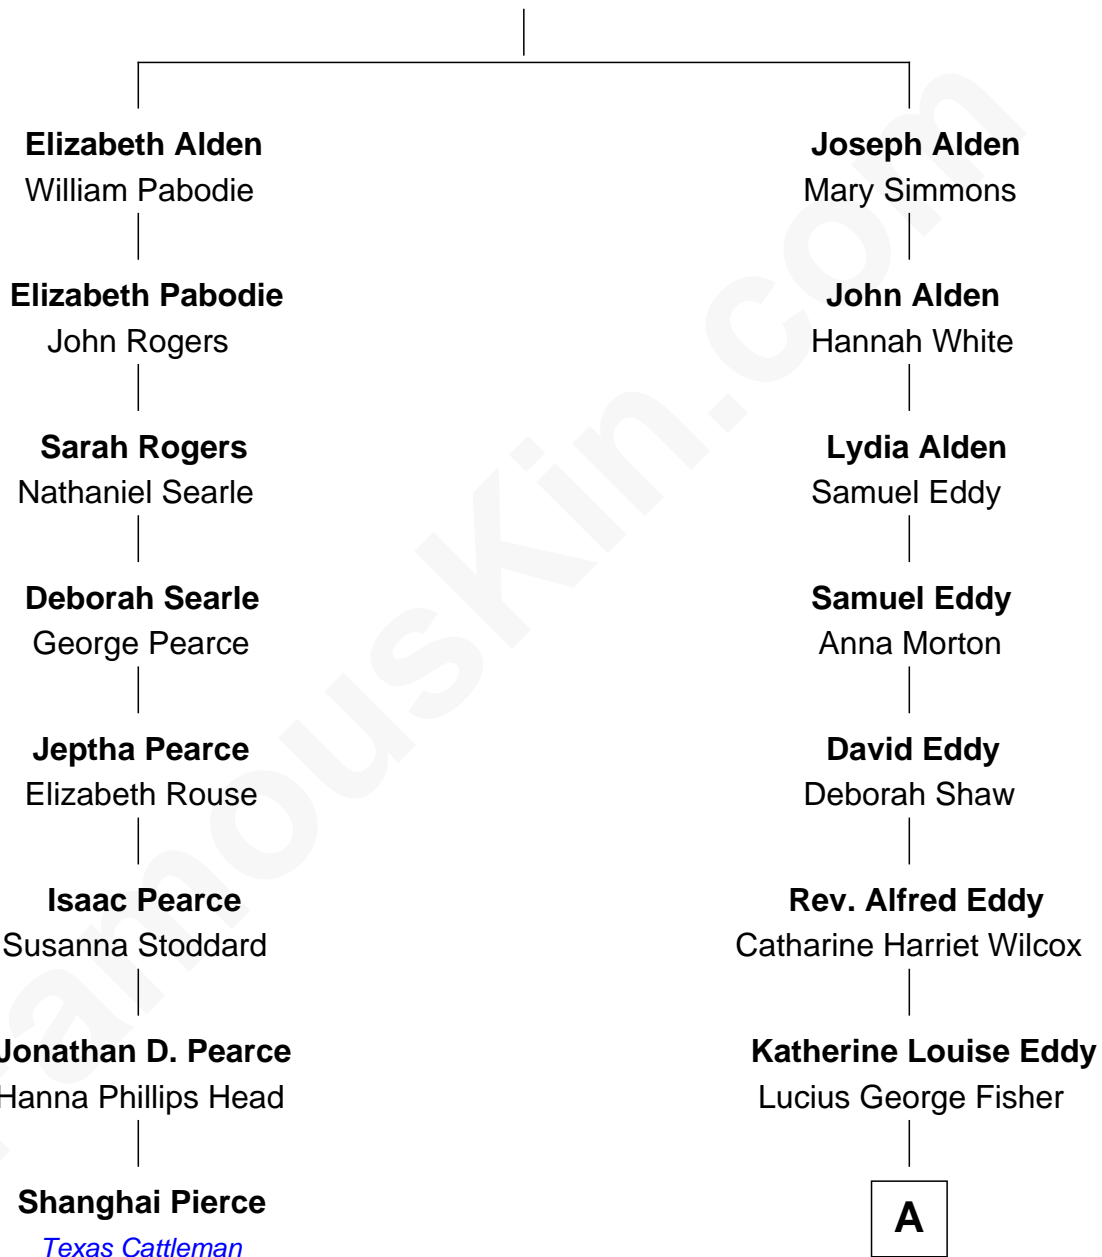 Elizabeth Alden
William Pabodie
Elizabeth Pabodie
John Rogers
Sarah Rogers
Nathaniel Searle
Deborah Searle
George Pearce
Jeptha Pearce
Elizabeth Rouse
Isaac Pearce
Susanna Stoddard
Jonathan D. Pearce
Hanna Phillips Head
Shanghai Pierce
Texas Cattleman
Joseph Alden
Mary Simmons
John Alden
Hannah White
Lydia Alden
Samuel Eddy
Samuel Eddy
Anna Morton
David Eddy
Deborah Shaw
Rev. Alfred Eddy
Catharine Harriet Wilcox
Katherine Louise Eddy
Lucius George Fisher
A
FamousKin.com